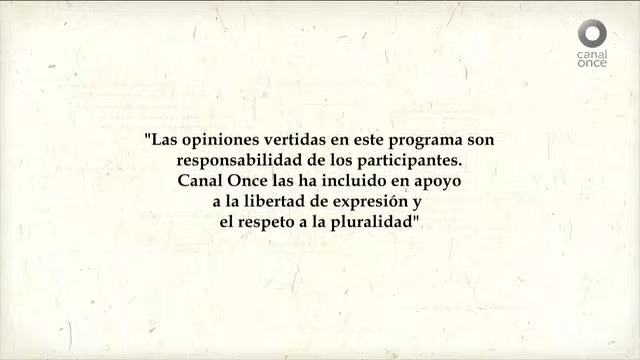 canal
once
"Las opiniones vertidas en este programa son
responsabilidad de los participantes.
Canal Once las ha incluido en apoyo
a la libertad de expresión y
el respeto a la pluralidad"